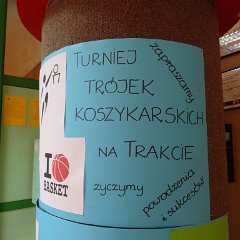 TURNIEJ
TRÓJEK
KOSZYKARSKICH
NA TRAKCIE
zapraszamy
życzymy
powodzenia
i sukcesów
I
BASKET